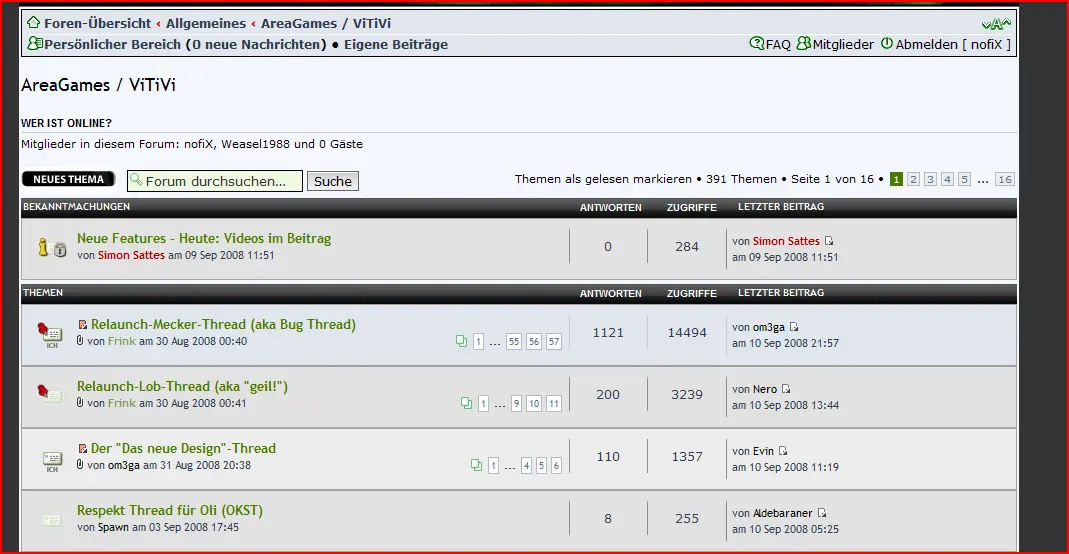 Foren-Übersicht ‹ Allgemeines ‹ AreaGames / ViTiVi
Persönlicher Bereich (0 neue Nachrichten) • Eigene Beiträge
FAQ Mitglieder Abmelden [ nofiX ]
AreaGames / ViTiVi
WER IST ONLINE?
Mitglieder in diesem Forum: nofiX, Weasel1988 und 0 Gäste
NEUES THEMA Forum durchsuchen... Suche
Themen als gelesen markieren • 391 Themen • Seite 1 von 16 • 1 2 3 4 5 ... 16
BEKANNTMACHUNGEN ANTWORTEN ZUGRIFFE LETZTER BEITRAG
Neue Features - Heute: Videos im Beitrag
von Simon Sattes am 09 Sep 2008 11:51
0 284
von Simon Sattes
am 09 Sep 2008 11:51
THEMEN ANTWORTEN ZUGRIFFE LETZTER BEITRAG
ICH
Relaunch-Mecker-Thread (aka Bug Thread)
von Frink am 30 Aug 2008 00:40
1 ... 55 56 57
1121 14494
von om3ga
am 10 Sep 2008 21:57
Relaunch-Lob-Thread (aka "geil!")
von Frink am 30 Aug 2008 00:41
1 ... 9 10 11
200 3239
von Nero
am 10 Sep 2008 13:44
ICH
Der "Das neue Design"-Thread
von om3ga am 31 Aug 2008 20:38
1 ... 4 5 6
110 1357
von Evin
am 10 Sep 2008 11:19
Respekt Thread für Oli (OKST)
von Spawn am 03 Sep 2008 17:45
8 255
von Aldebaraner
am 10 Sep 2008 05:25